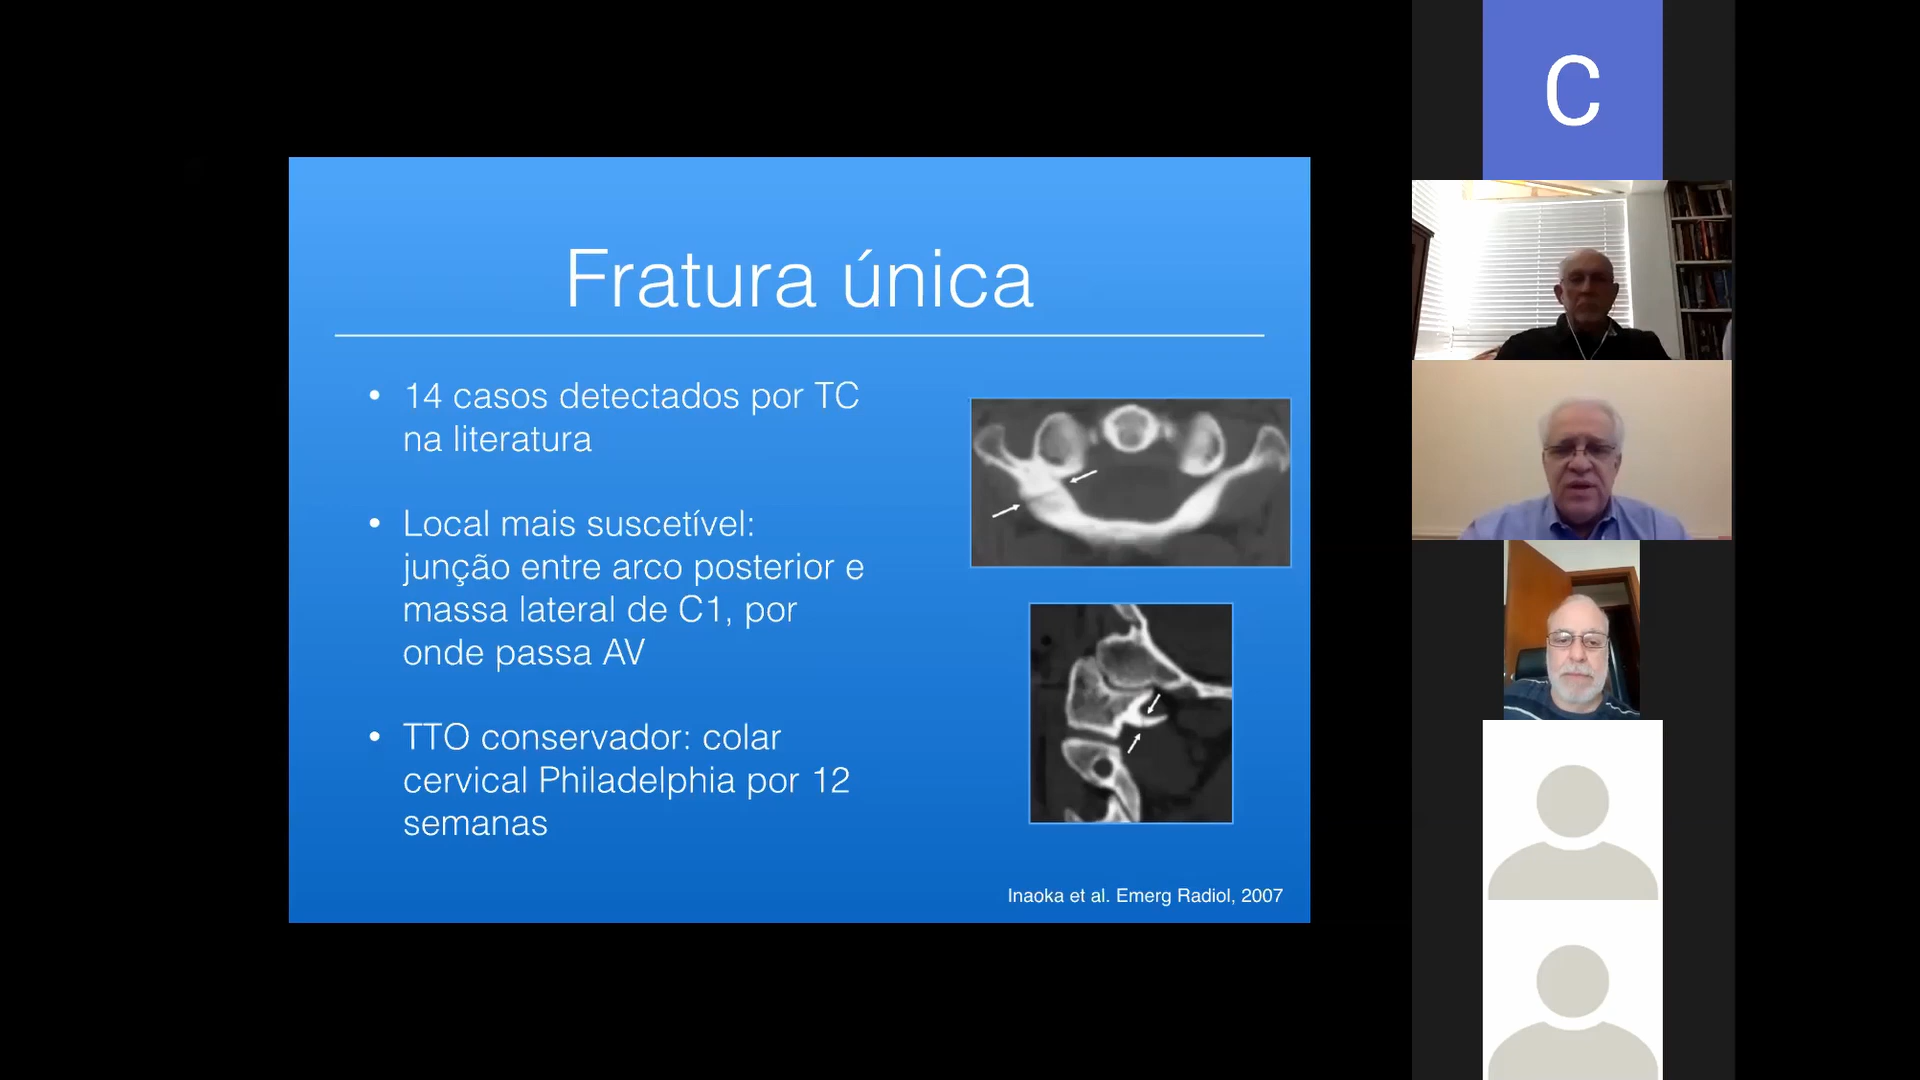 C
Fratura única
• 14 casos detectados por TC
na literatura
• Local mais suscetível:
junção entre arco posterior e
massa lateral de C1, por
onde passa AV
• TTO conservador: colar
cervical Philadelphia por 12
semanas
Inaoka et al. Emerg Radiol, 2007